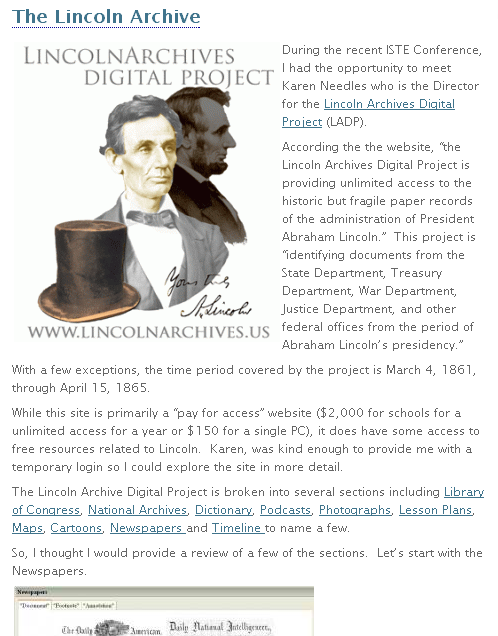 The Lincoln Archive
LINCOLNARCHIVES
DIGITAL PROJECT
Yours truly
A. Lincoln
WWW.LINCOLNARCHIVES.US
During the recent ISTE Conference,
I had the opportunity to meet
Karen Needles who is the Director
for the Lincoln Archives Digital
Project (LADP).
According the the website, “the
Lincoln Archives Digital Project is
providing unlimited access to the
historic but fragile paper records
of the administration of President
Abraham Lincoln.”  This project is
“identifying documents from the
State Department, Treasury
Department, War Department,
Justice Department, and other
federal offices from the period of
Abraham Lincoln’s presidency.”
With a few exceptions, the time period covered by the project is March 4, 1861,
through April 15, 1865.
While this site is primarily a “pay for access” website ($2,000 for schools for a
unlimited access for a year or $150 for a single PC), it does have some access to
free resources related to Lincoln.  Karen, was kind enough to provide me with a
temporary login so I could explore the site in more detail.
The Lincoln Archive Digital Project is broken into several sections including Library
of Congress, National Archives, Dictionary, Podcasts, Photographs, Lesson Plans,
Maps, Cartoons, Newspapers and Timeline to name a few.
So, I thought I would provide a review of a few of the sections.  Let’s start with the
Newspapers.
Newspapers
"Document" "Footnote" "Annotation"
The Daily American. Daily National Intelligencer.